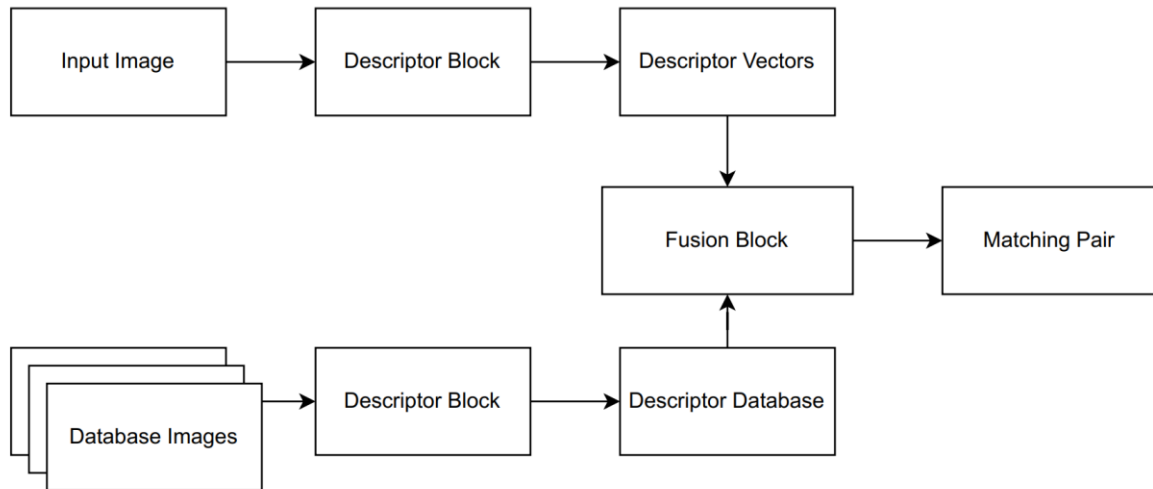 Input Image
Descriptor Block
Descriptor Vectors
Fusion Block
Matching Pair
Database Images
Descriptor Block
Descriptor Database